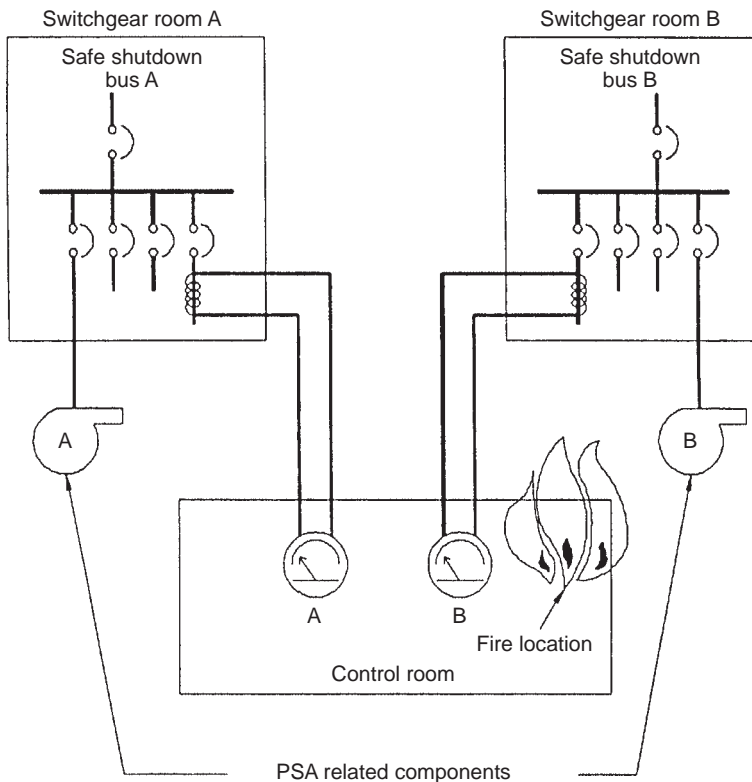 Switchgear room A
Switchgear room B
Safe shutdown
bus A
Safe shutdown
bus B
A
B
A
B
Fire location
Control room
PSA related components